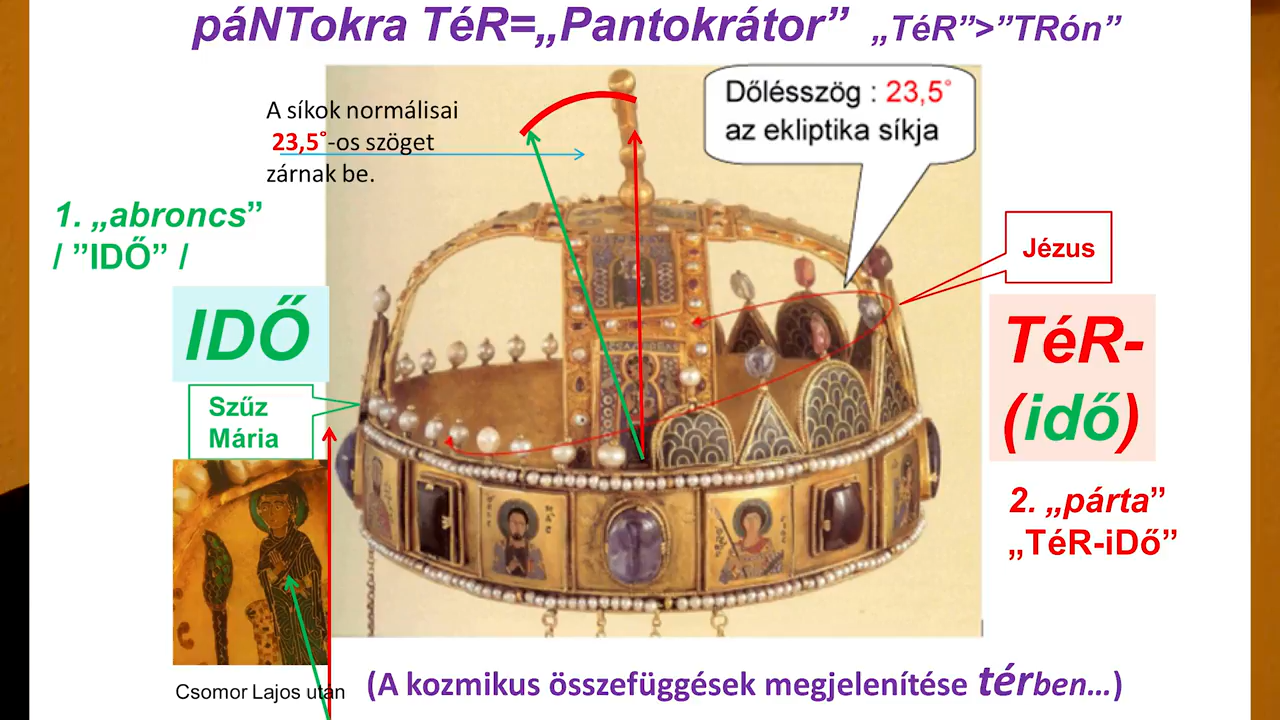 páNTokra TéR=„Pantokrátor” „TéR”>”TRón”
A síkok normálisai
23,5˚-os szöget
zárnak be.
Dőlésszög : 23,5°
az ekliptika síkja
1. „abroncs”
/ ”IDŐ” /
IDŐ
Szűz
Mária
Jézus
TéR-
(idő)
2. „párta”
„TéR-iDő”
Csomor Lajos után
(A kozmikus összefüggések megjelenítése térben…)